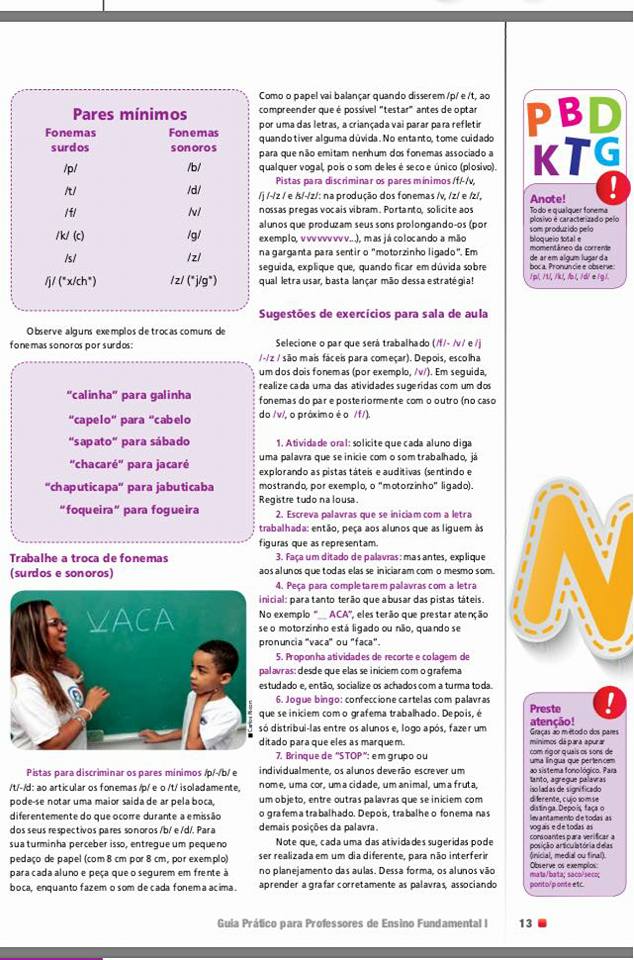 Pares mínimos
Fonemas surdos
Fonemas sonoros
/p/ /b/
/t/ /d/
/f/ /v/
/k/ (c) /g/
/s/ /z/
/j/ ("x/ch") /z/ ("j/g")
Observe alguns exemplos de trocas comuns de
fonemas sonoros por surdos:
"calinha" para galinha
"capelo" para "cabelo
"sapato" para sábado
"chacaré" para jacaré
"chaputicapa" para jabuticaba
"foqueira" para fogueira
Trabalhe a troca de fonemas
(surdos e sonoros)
VACA
Pistas para discriminar os pares mínimos /p/-/b/ e
/t/-/d: ao articular os fonemas /p/ e o /t/ isoladamente,
pode-se notar uma maior saída de ar pela boca,
diferentemente do que ocorre durante a emissão
dos seus respectivos pares sonoros /b/ e /d/. Para
sua turminha perceber isso, entregue um pequeno
pedaço de papel (com 8 cm por 8 cm, por exemplo)
para cada aluno e peça que o segurem em frente à
boca, enquanto fazem o som de cada fonema acima.
Como o papel vai balançar quando disserem /p/ e /t, ao
compreender que é possível "testar" antes de optar
por uma das letras, a criançada vai parar para refletir
quando tiver alguma dúvida. No entanto, tome cuidado
para que não emitam nenhum dos fonemas associado a
qualquer vogal, pois o som deles é seco e único (plosivo).
Pistas para discriminar os pares mínimos /f/-/v,
/j /-/z / e /s/-/z/: na produção dos fonemas /v, /z/ e /z/,
nossas pregas vocais vibram. Portanto, solicite aos
alunos que produzam seus sons prolongando-os (por
exemplo, vvvvvvvvv...), mas já colocando a mão
na garganta para sentir o "motorzinho ligado". Em
seguida, explique que, quando ficar em dúvida sobre
qual letra usar, basta lançar mão dessa estratégia!
Sugestões de exercícios para sala de aula
Selecione o par que será trabalhado (/f/- /v/ e /j
/-/z / são mais fáceis para começar). Depois, escolha
um dos dois fonemas (por exemplo, /v/). Em seguida,
realize cada uma das atividades sugeridas com um dos
fonemas do par e posteriormente com o outro (no caso
do /v/, o próximo é o /f/).
1. Atividade oral: solicite que cada aluno diga
uma palavra que se inicie com o som trabalhado, já
explorando as pistas táteis e auditivas (sentindo e
mostrando, por exemplo, o "motorzinho" ligado).
Registre tudo na lousa.
2. Escreva palavras que se iniciam com a letra
trabalhada: então, peça aos alunos que as liguem às
figuras que as representam.
3. Faça um ditado de palavras: mas antes, explique
aos alunos que todas elas se iniciaram com o mesmo som.
4. Peça para completarem palavras com a letra
inicial: para tanto terão que abusar das pistas táteis.
No exemplo "__ ACA", eles terão que prestar atenção
se o motorzinho está ligado ou não, quando se
pronuncia "vaca" ou "faca".
5. Proponha atividades de recorte e colagem de
palavras: desde que elas se iniciem com o grafema
estudado e, então, socialize os achados com a turma toda.
6. Jogue bingo: confeccione cartelas com palavras
que se iniciem com o grafema trabalhado. Depois, é
só distribuí-las entre os alunos e, logo após, fazer um
ditado para que eles as marquem.
7. Brinque de "STOP": em grupo ou
individualmente, os alunos deverão escrever um
nome, uma cor, uma cidade, um animal, uma fruta,
um objeto, entre outras palavras que se iniciem com
o grafema trabalhado. Depois, trabalhe o fonema nas
demais posições da palavra.
Note que, cada uma das atividades sugeridas pode
ser realizada em um dia diferente, para não interferir
no planejamento das aulas. Dessa forma, os alunos vão
aprender a grafar corretamente as palavras, associando
P B D
K T G
!
Anote!
Todo e qualquer fonema
plosivo é caracterizado pelo
som produzido pelo
bloqueio total e
momentâneo da corrente
de ar em algum lugar da
boca. Pronuncie e observe:
/p/, /t/, /k/, /b/, /d/ e /g/.
N
!
Preste
atenção!
Graças ao método dos pares
mínimos dá para apurar
com rigor quais os sons de
uma língua que pertencem
ao sistema fonológico. Para
tanto, agregue palavras
isoladas de significado
diferente, cujo som se
distinga. Depois, faça o
levantamento de todas as
vogais e de todas as
consoantes para verificar a
posição articulatória delas
(inicial, medial ou final).
Observe os exemplos:
mata/bata; saco/seco;
ponto/ponte etc.
Guia Prático para Professores de Ensino Fundamental I 13